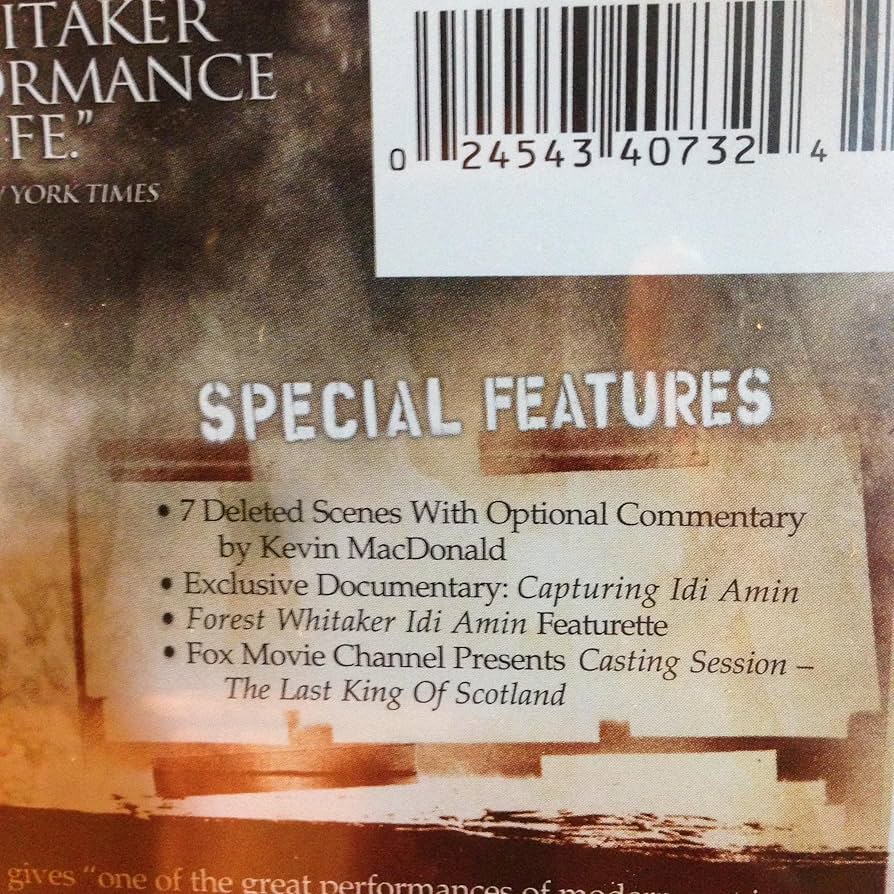 ITAKER
ORMANCE
FE."
YORK TIMES
0 24543 40732 4
SPECIAL FEATURES
• 7 Deleted Scenes With Optional Commentary
by Kevin MacDonald
• Exclusive Documentary: Capturing Idi Amin
• Forest Whitaker Idi Amin Featurette
• Fox Movie Channel Presents Casting Session –
The Last King Of Scotland
gives "one of the great performances of modern